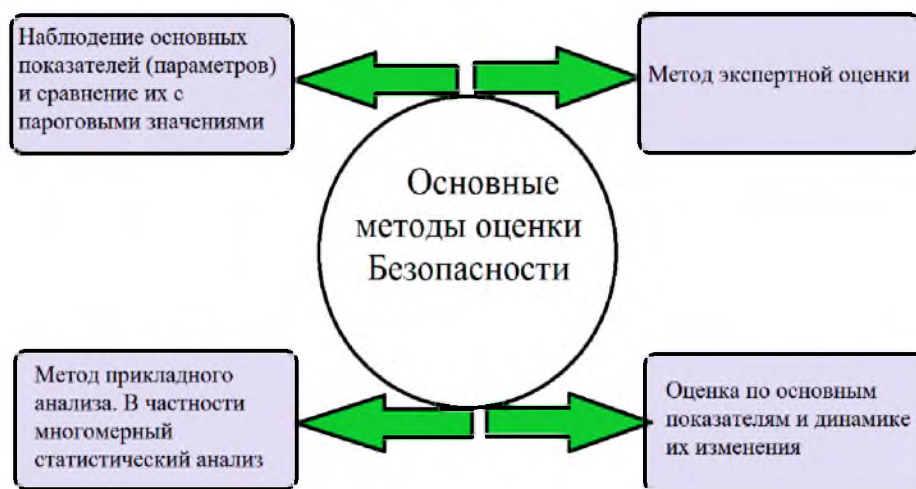 Наблюдение основных
показателей (параметров)
и сравнение их с
пароговыми значениями
Метод экспертной оценки
Основные
методы оценки
Безопасности
Метод прикладного
анализа. В частности
многомерный
статистический анализ
Оценка по основным
показателям и динамике
их изменения